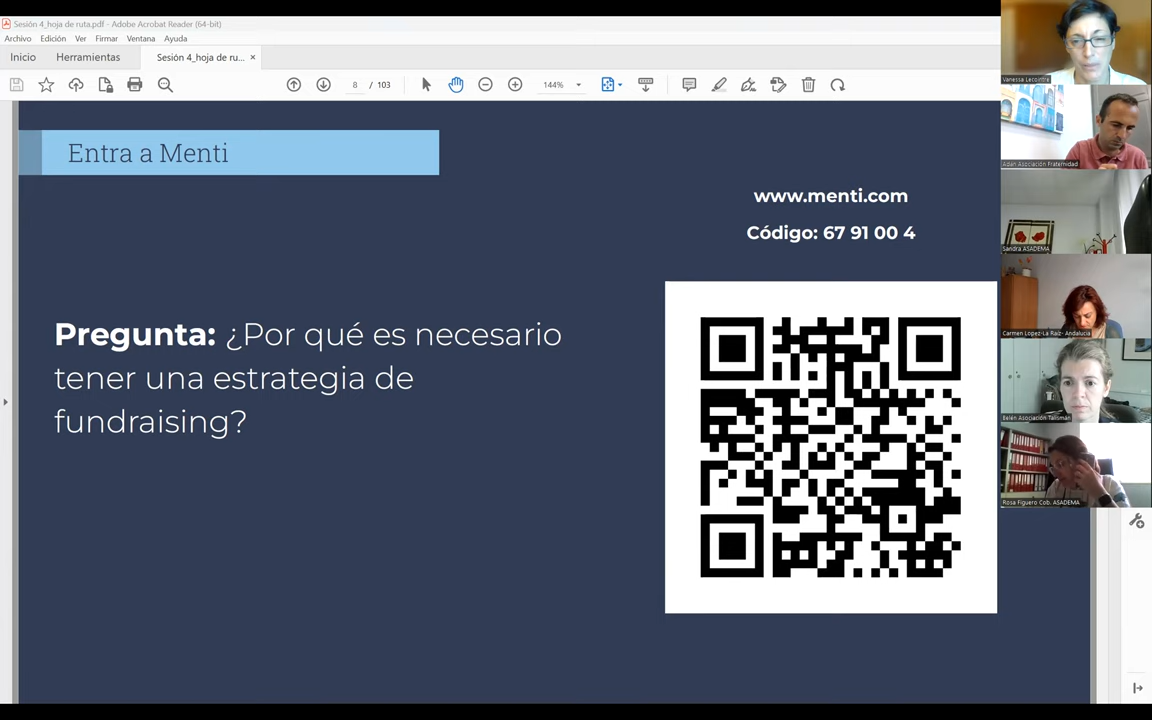 Sesión 4_hoja de ruta.pdf - Adobe Acrobat Reader (64-bit)
Archivo Edición Ver Firmar Ventana Ayuda
Inicio Herramientas Sesión 4_hoja de ru... ×
8 / 103 144%
Entra a Menti
www.menti.com
Código: 67 91 00 4
Pregunta: ¿Por qué es necesario
tener una estrategia de
fundraising?
Vanessa Lecointre
Adan Asociación Fraternidad
Sandra ASADEMA
Carmen Lopez-La Raíz- Andalucia
Belén Asociación Talismán
Rosa Figuero Cob. ASADEMA